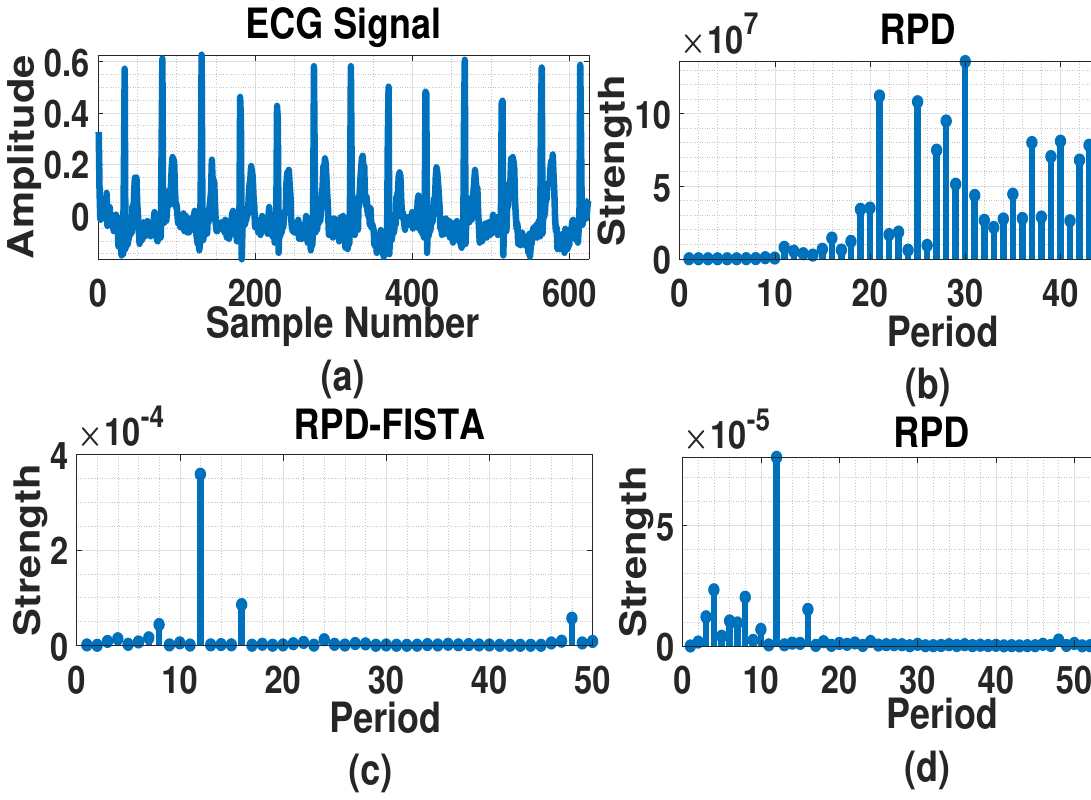 ECG Signal
Amplitude
0.6
0.4
0.2
0
0 200 400 600
Sample Number
(a)
RPD
×10^7
Strength
10
5
0
0 10 20 30 40
Period
(b)
RPD-FISTA
×10^-4
Strength
4
2
0
0 10 20 30 40 50
Period
(c)
RPD
×10^-5
Strength
5
0
0 10 20 30 40 50
Period
(d)